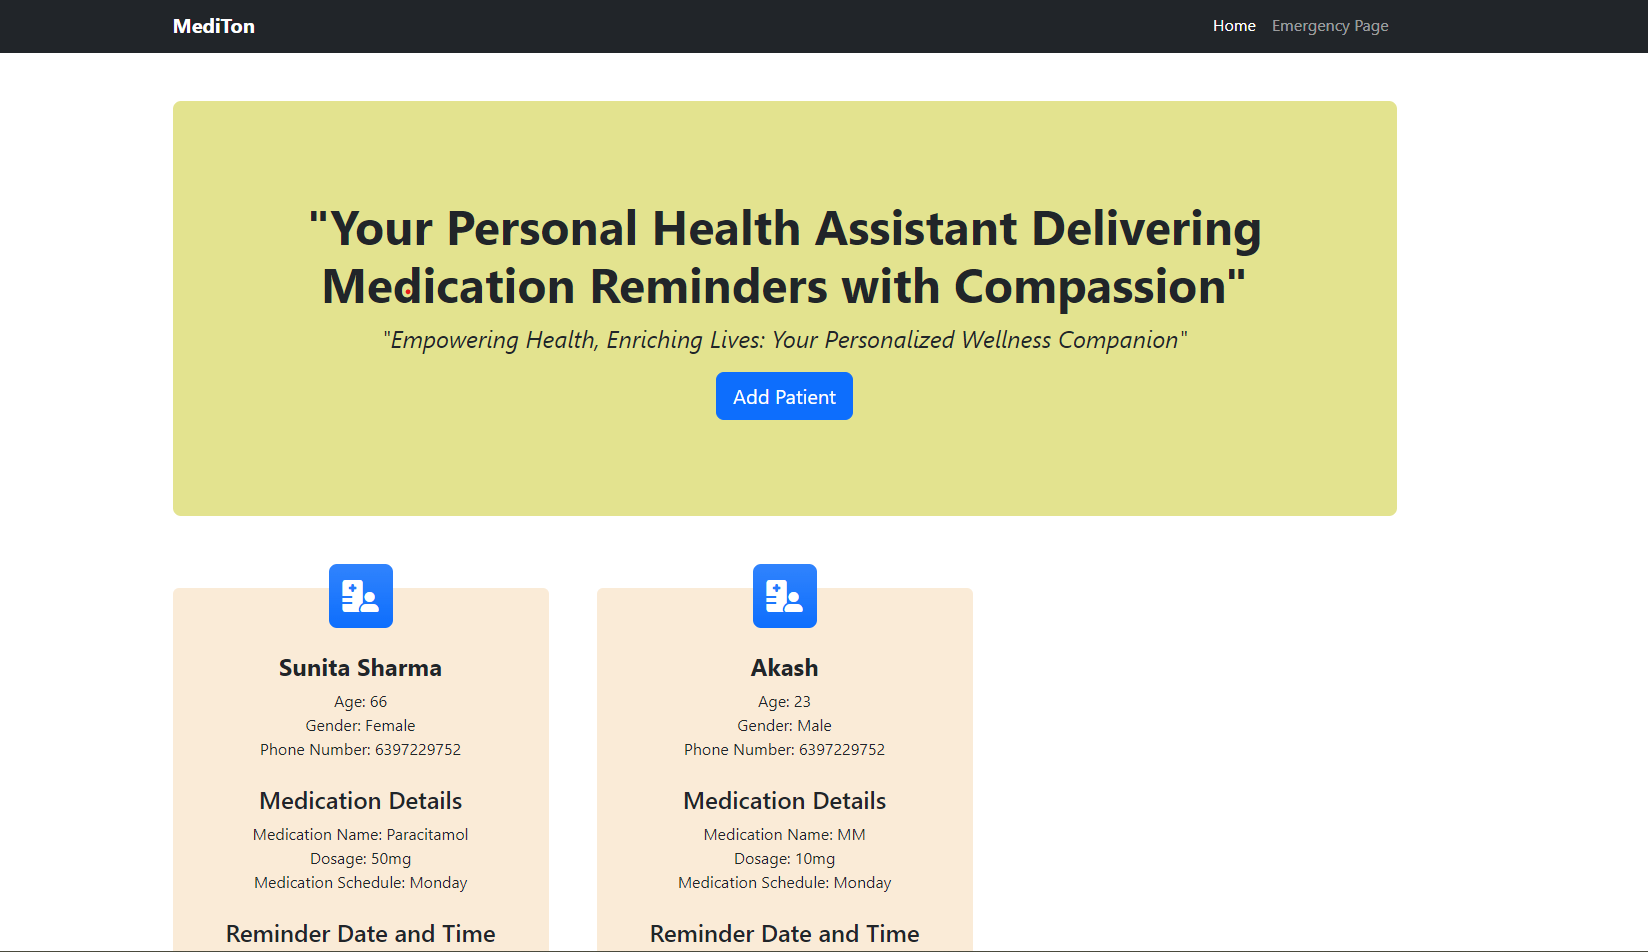 MediTon
Home Emergency Page
"Your Personal Health Assistant Delivering
Medication Reminders with Compassion"
"Empowering Health, Enriching Lives: Your Personalized Wellness Companion"
Add Patient
Sunita Sharma
Age: 66
Gender: Female
Phone Number: 6397229752
Medication Details
Medication Name: Paracitamol
Dosage: 50mg
Medication Schedule: Monday
Reminder Date and Time
Akash
Age: 23
Gender: Male
Phone Number: 6397229752
Medication Details
Medication Name: MM
Dosage: 10mg
Medication Schedule: Monday
Reminder Date and Time